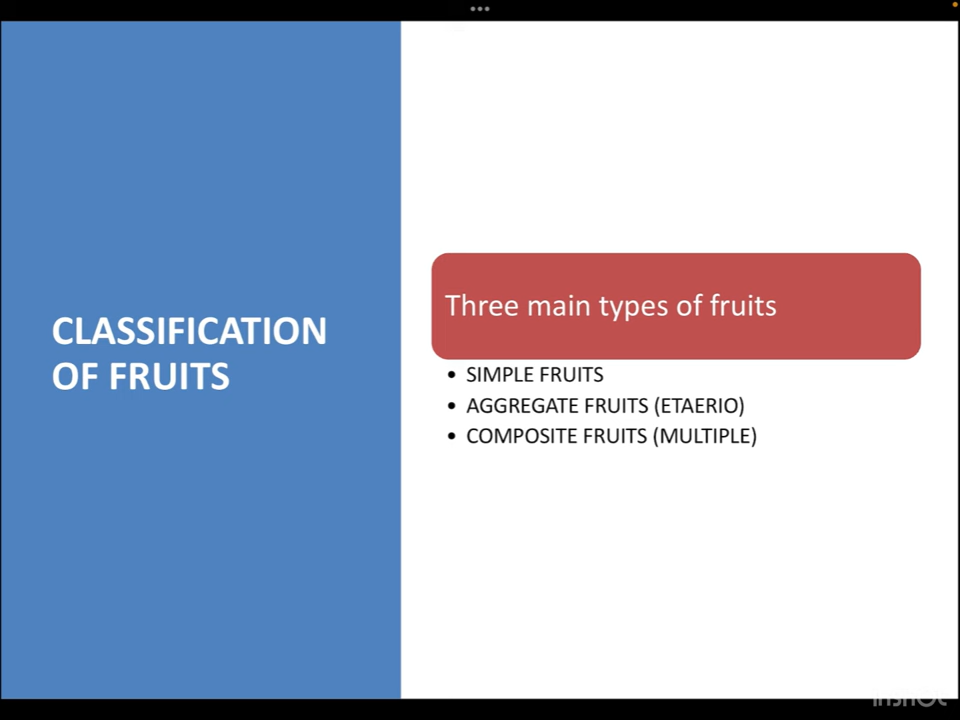 CLASSIFICATION
OF FRUITS
Three main types of fruits
• SIMPLE FRUITS
• AGGREGATE FRUITS (ETAERIO)
• COMPOSITE FRUITS (MULTIPLE)